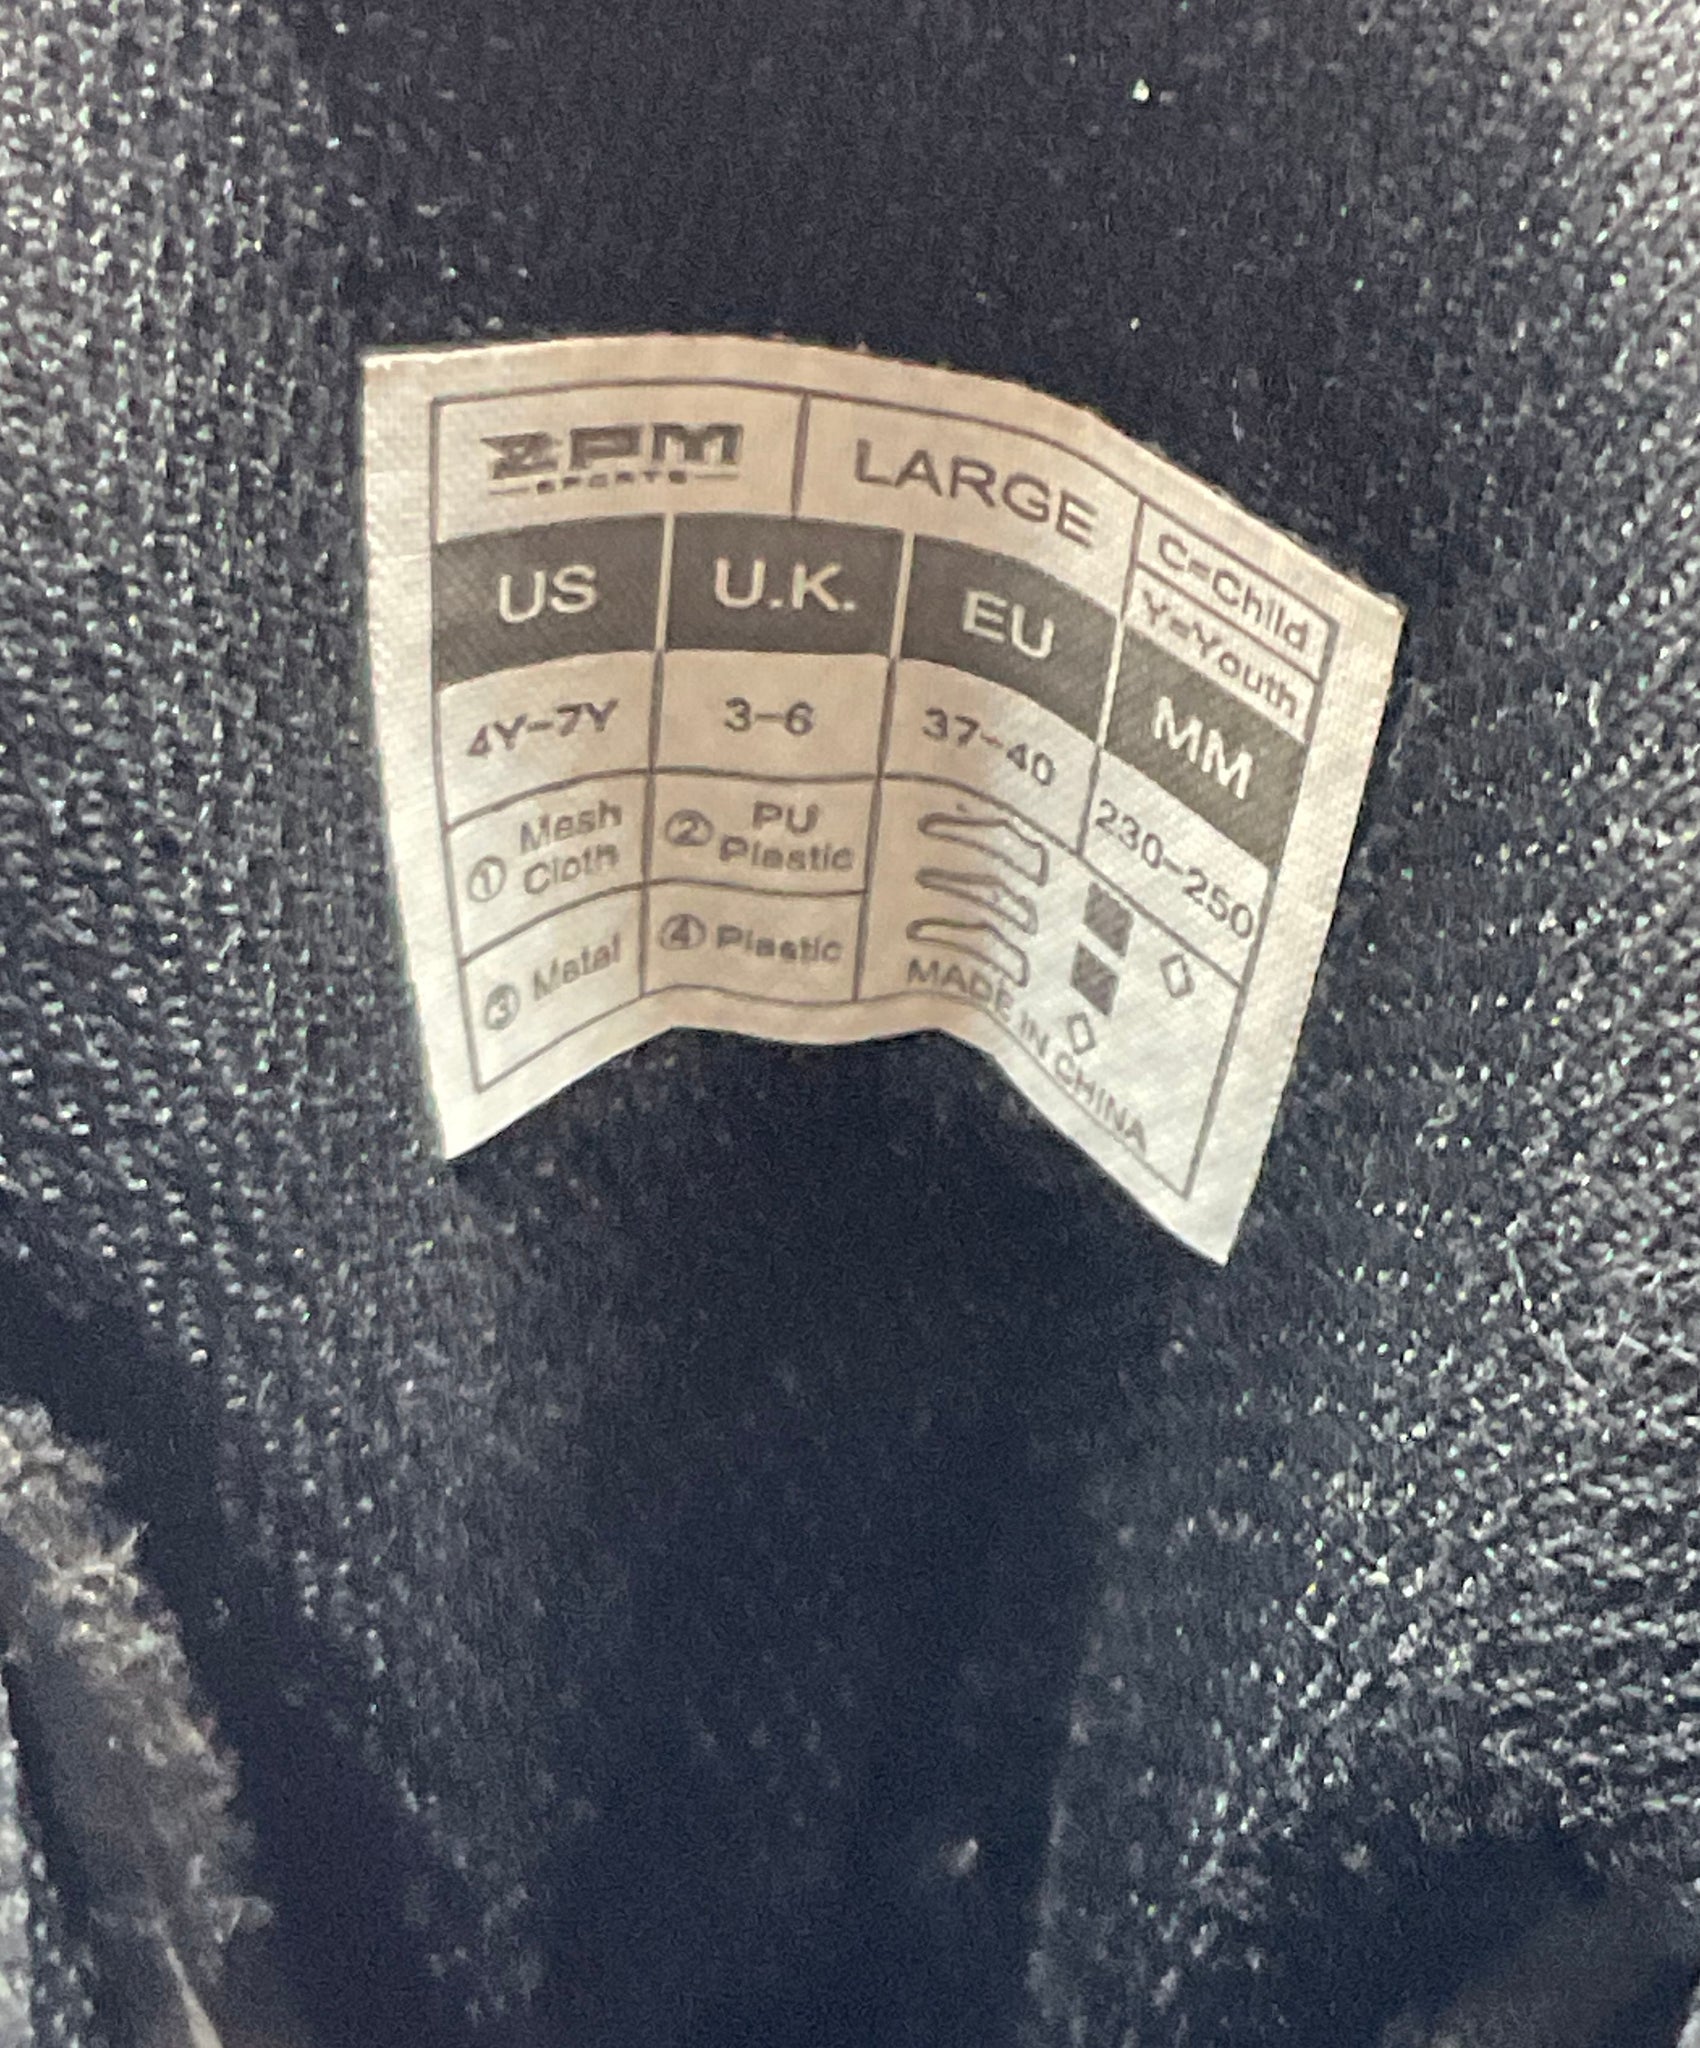 ZPM
SPORTS
LARGE
C=Child
Y=Youth
US U.K. EU MM
4Y-7Y 3-6 37-40 230-250
① Mesh Cloth
② PU Plastic
③ Metal
④ Plastic
MADE IN CHINA